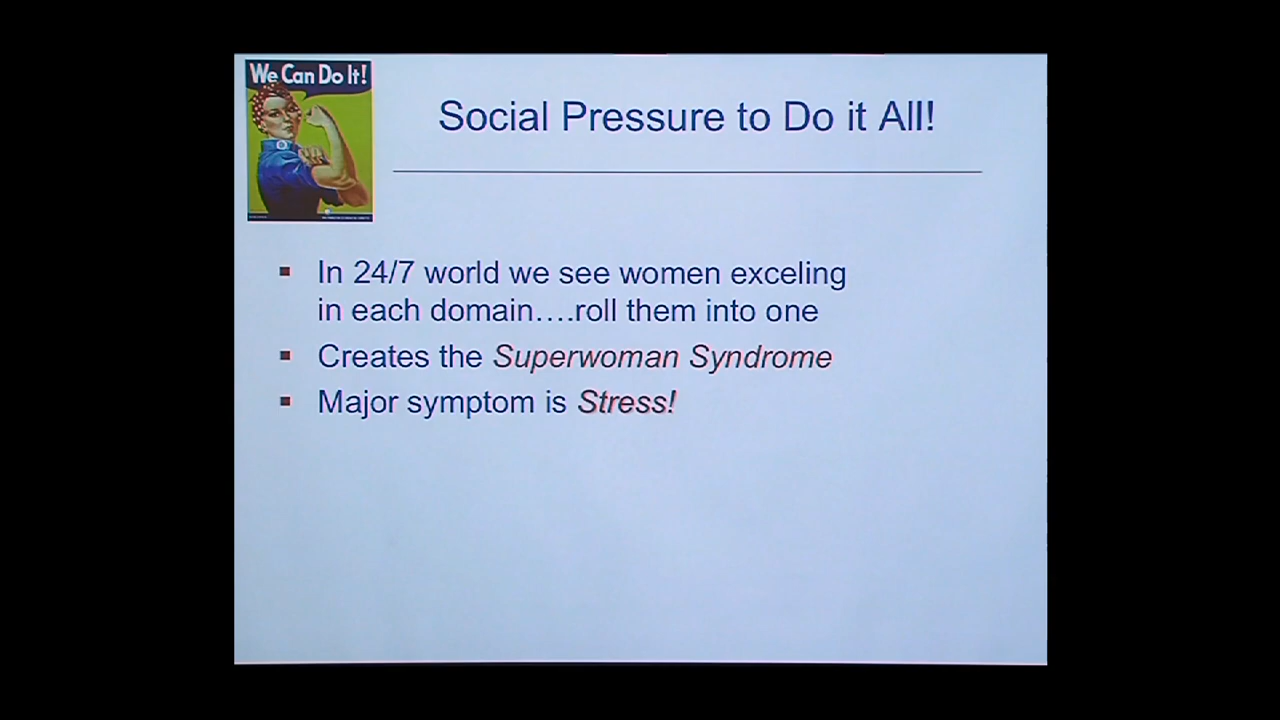 We Can Do It!
Social Pressure to Do it All!
▪ In 24/7 world we see women exceling
in each domain….roll them into one
▪ Creates the Superwoman Syndrome
▪ Major symptom is Stress!